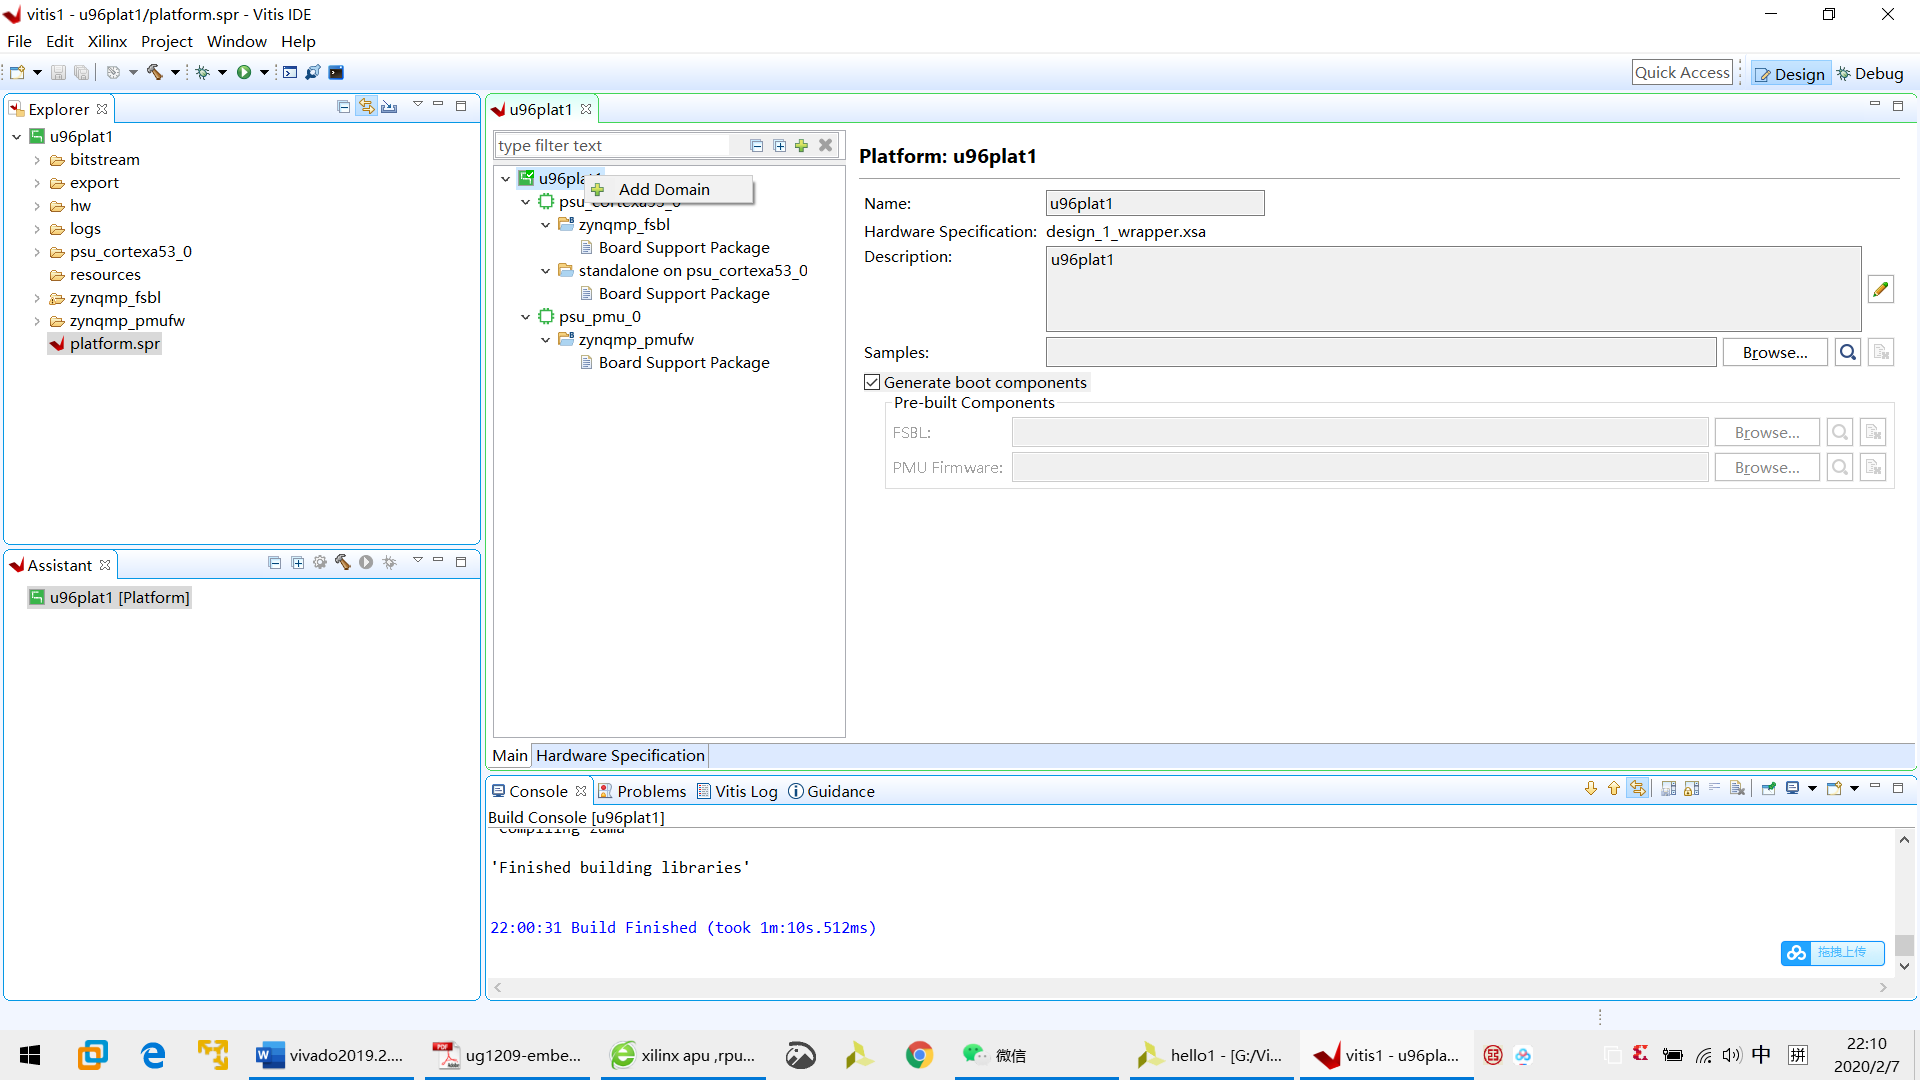 vitis1 - u96plat1/platform.spr - Vitis IDE
File Edit Xilinx Project Window Help
Quick Access
Design
Debug
Explorer
u96plat1
bitstream
export
hw
logs
psu_cortexa53_0
resources
zynqmp_fsbl
zynqmp_pmufw
platform.spr
Assistant
u96plat1 [Platform]
u96plat1
type filter text
Add Domain
zynqmp_fsbl
Board Support Package
standalone on psu_cortexa53_0
Board Support Package
psu_pmu_0
zynqmp_pmufw
Board Support Package
Platform: u96plat1
Name: u96plat1
Hardware Specification: design_1_wrapper.xsa
Description: u96plat1
Samples: Browse...
Generate boot components
Pre-built Components
FSBL: Browse...
PMU Firmware: Browse...
Main Hardware Specification
Console Problems Vitis Log Guidance
Build Console [u96plat1]
'Finished building libraries'
22:00:31 Build Finished (took 1m:10s.512ms)
拖拽上传
vivado2019.2....
ug1209-embe...
xilinx apu ,rpu...
微信
hello1 - [G:/Vi...
vitis1 - u96pla...
中
拼
22:10
2020/2/7